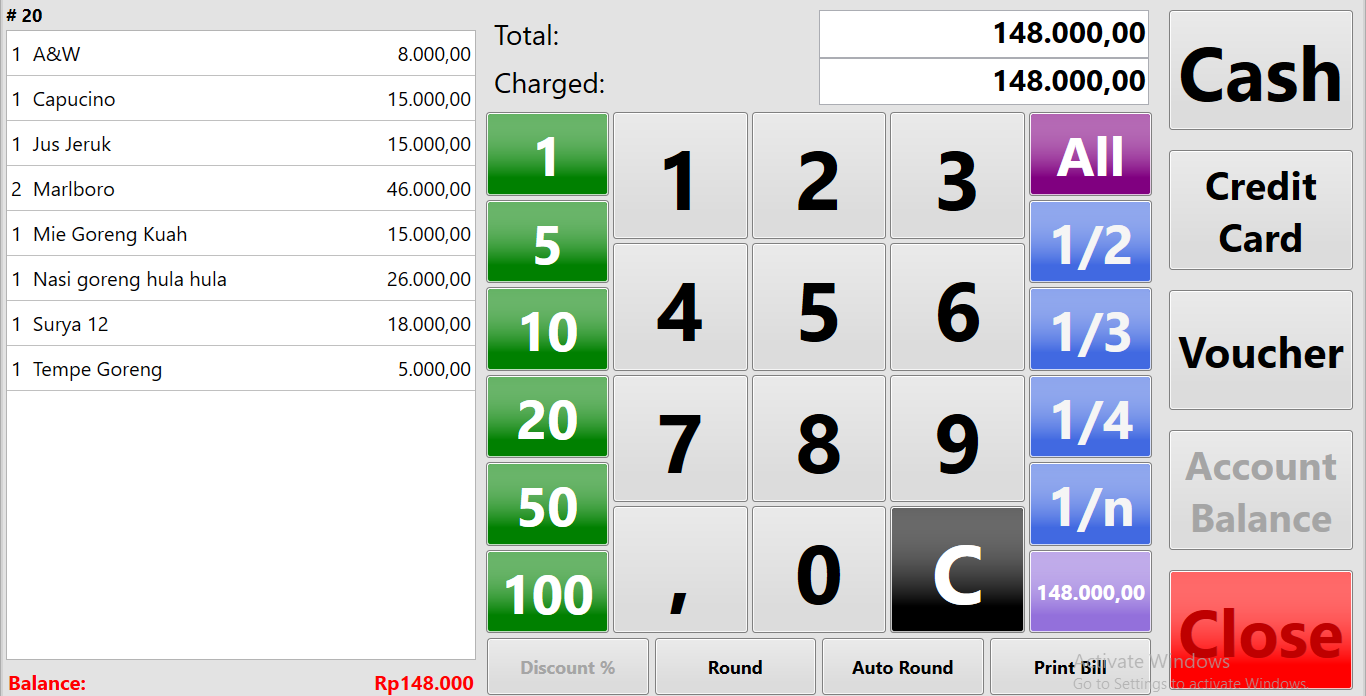 # 20
1 A&W 8.000,00
1 Capucino 15.000,00
1 Jus Jeruk 15.000,00
2 Marlboro 46.000,00
1 Mie Goreng Kuah 15.000,00
1 Nasi goreng hula hula 26.000,00
1 Surya 12 18.000,00
1 Tempe Goreng 5.000,00
Balance: Rp148.000
Total: 148.000,00
Charged: 148.000,00
1
5
10
20
50
100
1 2 3
4 5 6
7 8 9
, 0 C
All
1/2
1/3
1/4
1/n
148.000,00
Discount % Round Auto Round Print Bill
Cash
Credit
Card
Voucher
Account
Balance
Close
Activate Windows
Go to Settings to activate Windows.